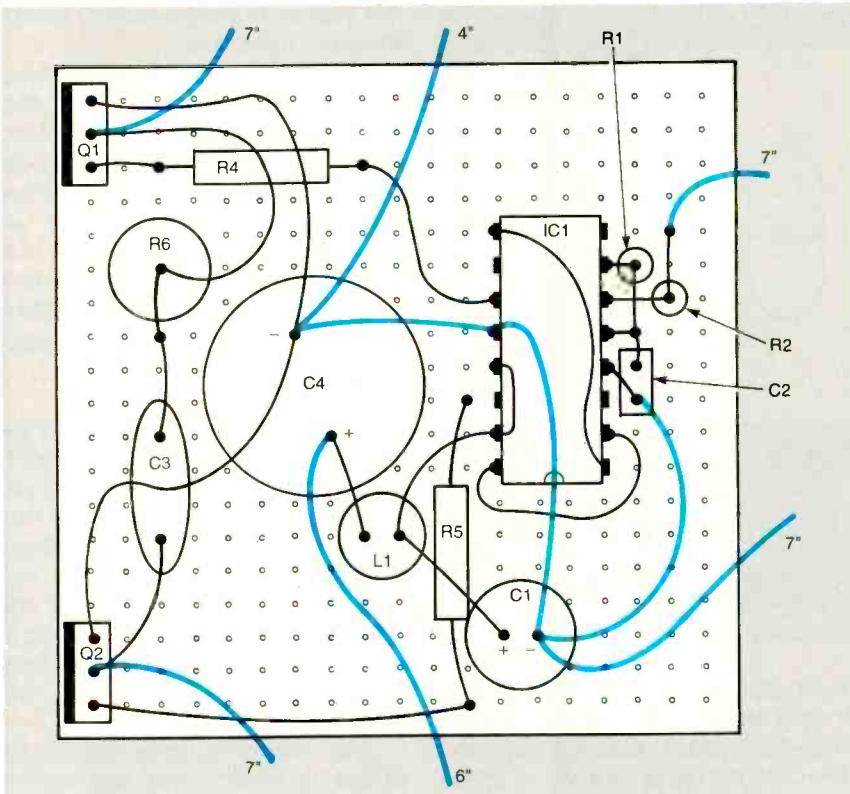 7"
4"
R1
Q1
R4
7"
IC1
R6
R2
−
C4
C2
+
C3
R5
7"
L1
C1
Q2
+ −
7"
6"